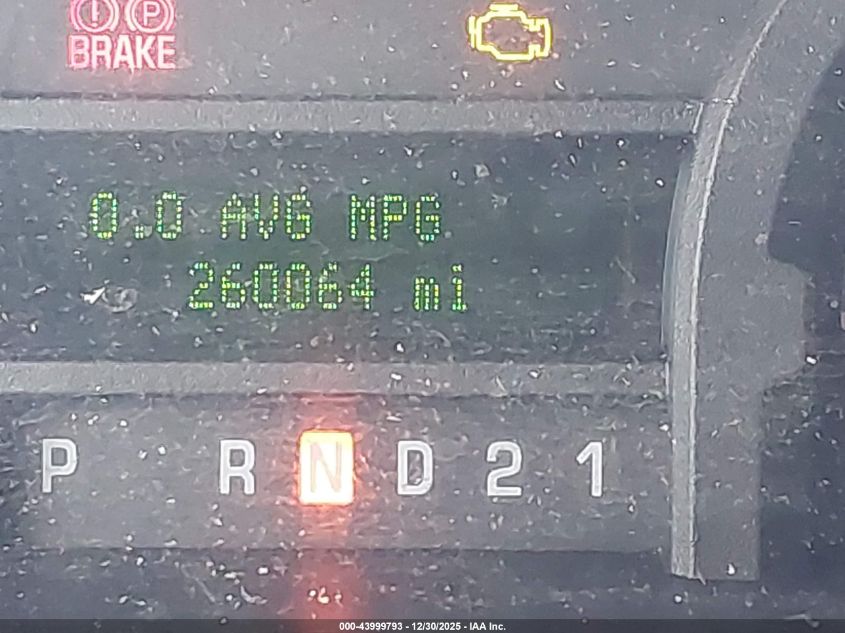 BRAKE
0.0 AVG MPG
260064 mi
P R N D 2 1
000-43999793 - 12/30/2025 - IAA Inc.